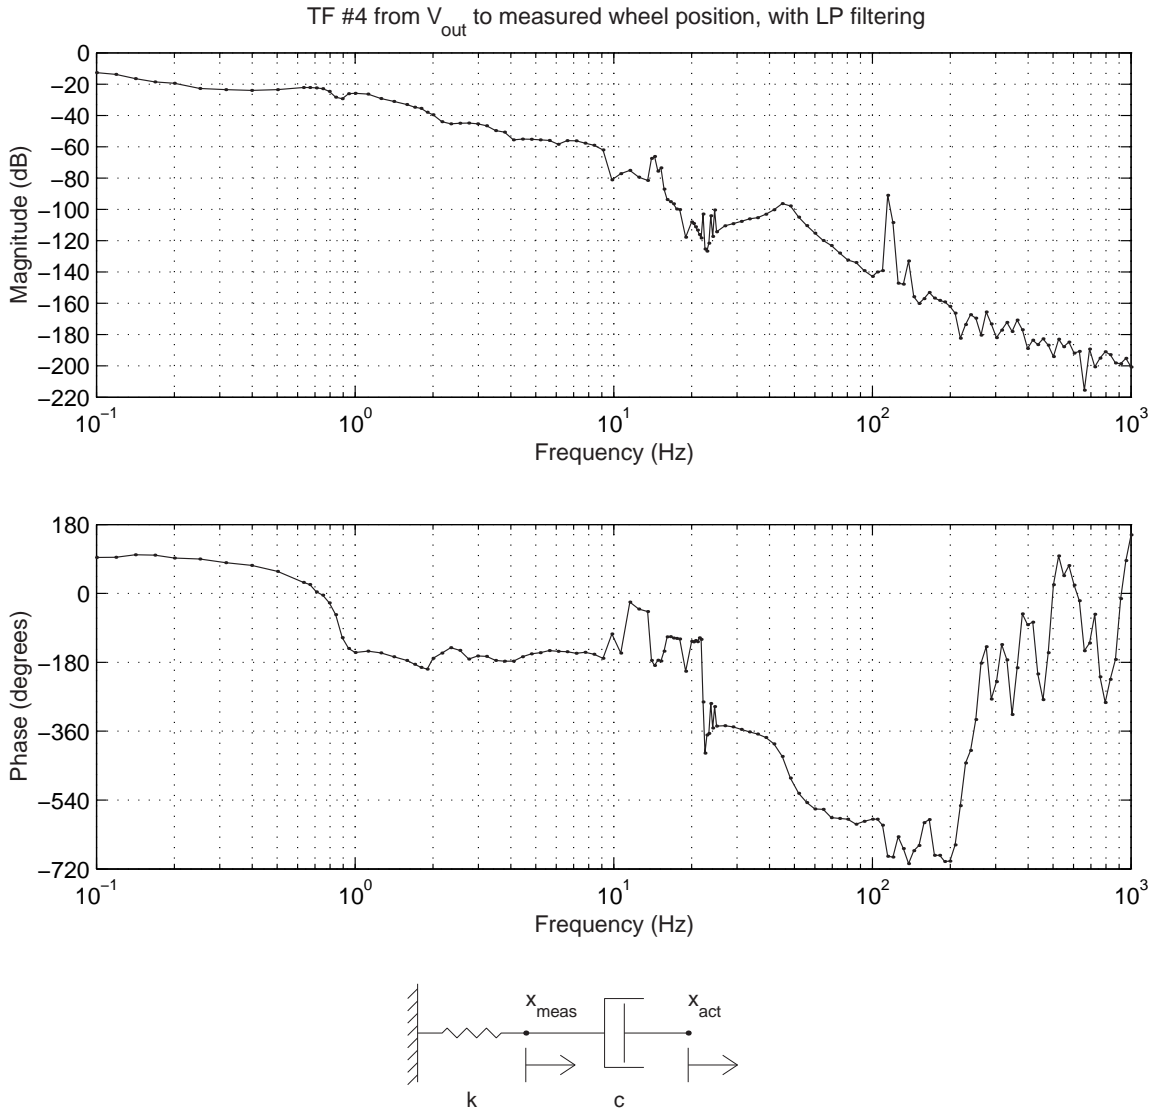 TF #4 from V_out to measured wheel position, with LP filtering
0
−20
−40
−60
−80
−100
−120
−140
−160
−180
−200
−220
Magnitude (dB)
10^−1 10^0 10^1 10^2 10^3
Frequency (Hz)
180
0
−180
−360
−540
−720
Phase (degrees)
10^−1 10^0 10^1 10^2 10^3
Frequency (Hz)
x_meas x_act
k c